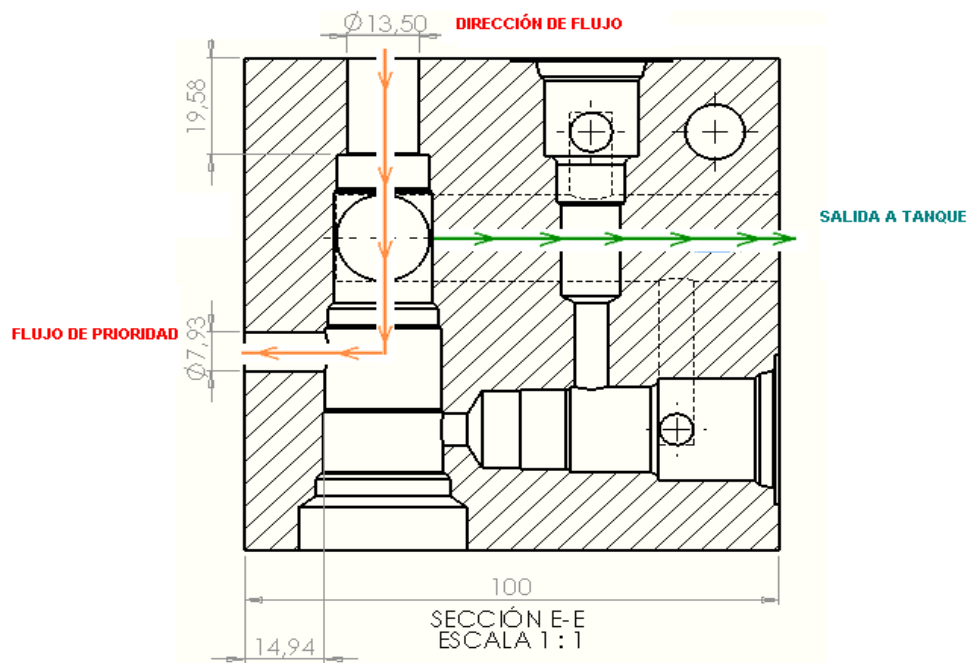 Ø13,50
DIRECCIÓN DE FLUJO
19,58
SALIDA A TANQUE
FLUJO DE PRIORIDAD
Ø7,93
100
SECCIÓN E-E
ESCALA 1 : 1
14,94